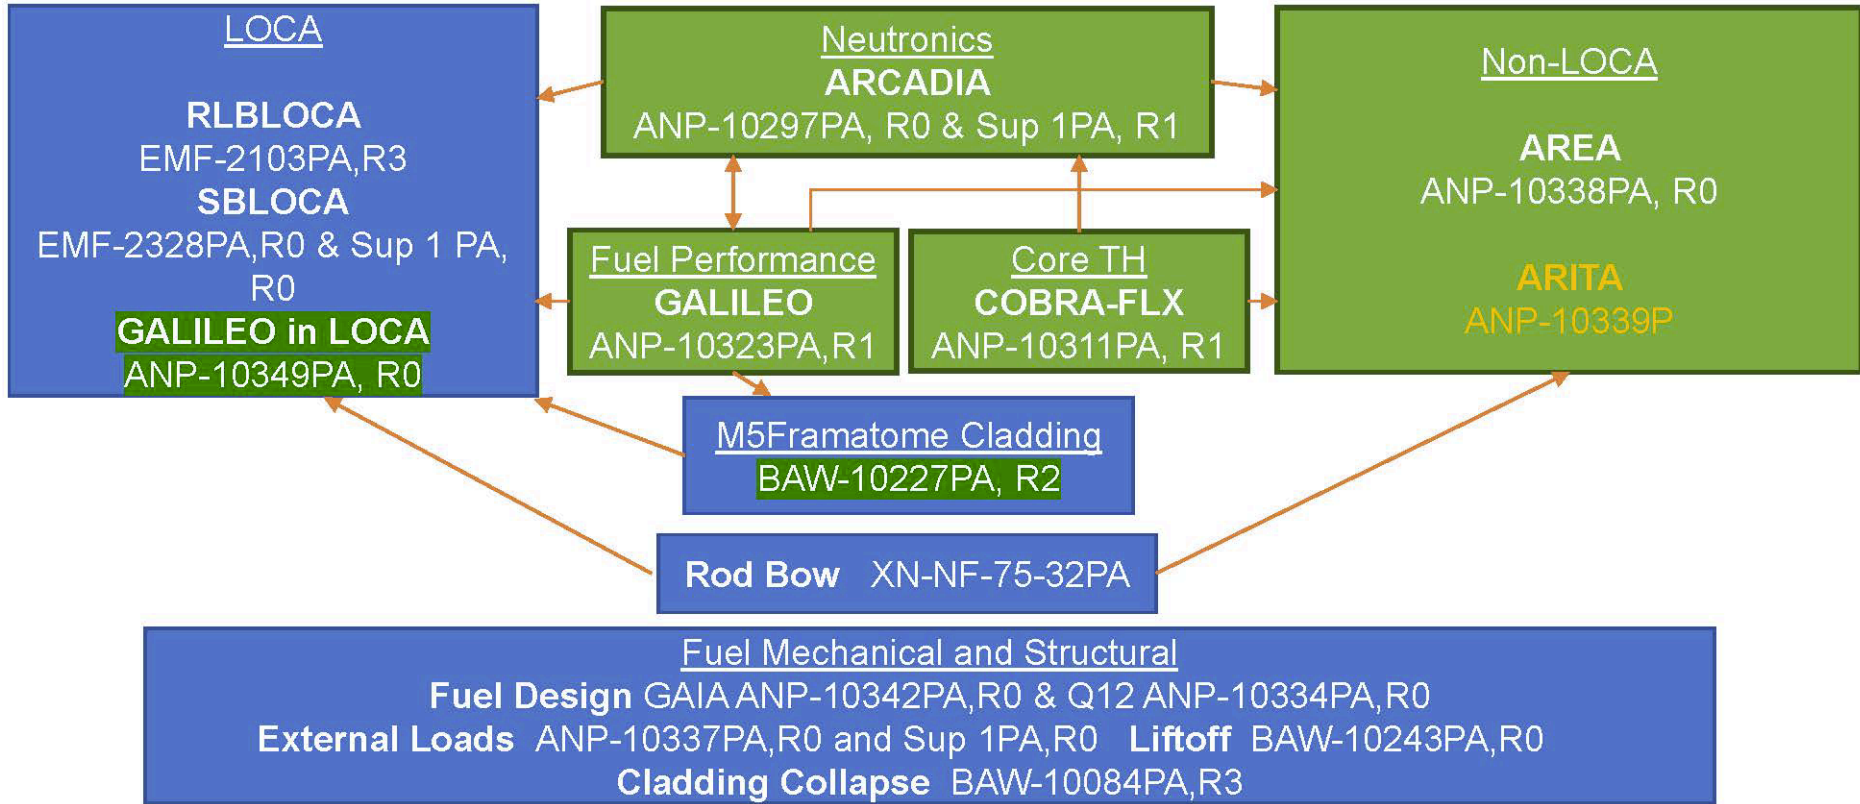 LOCA
RLBLOCA
EMF-2103PA,R3
SBLOCA
EMF-2328PA,R0 & Sup 1 PA,
R0
GALILEO in LOCA
ANP-10349PA, R0
Neutronics
ARCADIA
ANP-10297PA, R0 & Sup 1PA, R1
Non-LOCA
AREA
ANP-10338PA, R0
ARITA
ANP-10339P
Fuel Performance
GALILEO
ANP-10323PA,R1
Core TH
COBRA-FLX
ANP-10311PA, R1
M5Framatome Cladding
BAW-10227PA, R2
Rod Bow XN-NF-75-32PA
Fuel Mechanical and Structural
Fuel Design GAIA ANP-10342PA,R0 & Q12 ANP-10334PA,R0
External Loads ANP-10337PA,R0 and Sup 1PA,R0 Liftoff BAW-10243PA,R0
Cladding Collapse BAW-10084PA,R3